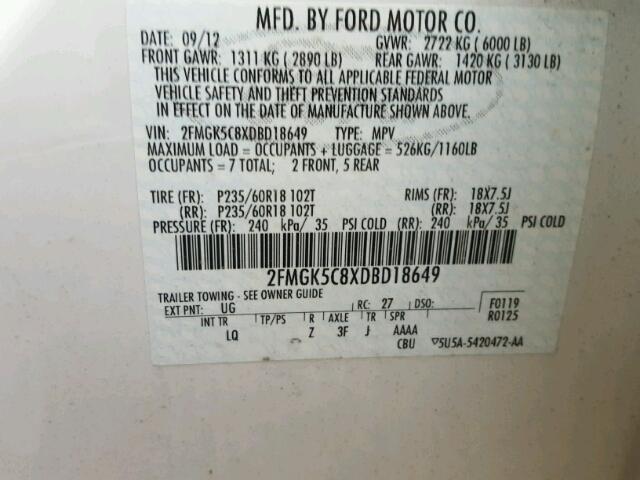 MFD. BY FORD MOTOR CO.
DATE: 09/12 GVWR: 2722 KG ( 6000 LB)
FRONT GAWR: 1311 KG ( 2890 LB) REAR GAWR: 1420 KG ( 3130 LB)
THIS VEHICLE CONFORMS TO ALL APPLICABLE FEDERAL MOTOR
VEHICLE SAFETY AND THEFT PREVENTION STANDARDS
IN EFFECT ON THE DATE OF MANUFACTURE SHOWN ABOVE.
VIN: 2FMGK5C8XDBD18649 TYPE: MPV
MAXIMUM LOAD = OCCUPANTS + LUGGAGE = 526KG/1160LB
OCCUPANTS = 7 TOTAL; 2 FRONT, 5 REAR
TIRE (FR): P235/60R18 102T RIMS (FR): 18X7.5J
(RR): P235/60R18 102T (RR): 18X7.5J
PRESSURE (FR): 240 kPa/ 35 PSI COLD (RR): 240 kPa/ 35 PSI COLD
2FMGK5C8XDBD18649
TRAILER TOWING - SEE OWNER GUIDE
EXT PNT: UG RC: 27 DSO: F0119
R0125
INT TR TP/PS R AXLE TR SPR
LQ Z 3F J AAAA
CBU ▽5U5A-5420472-AA